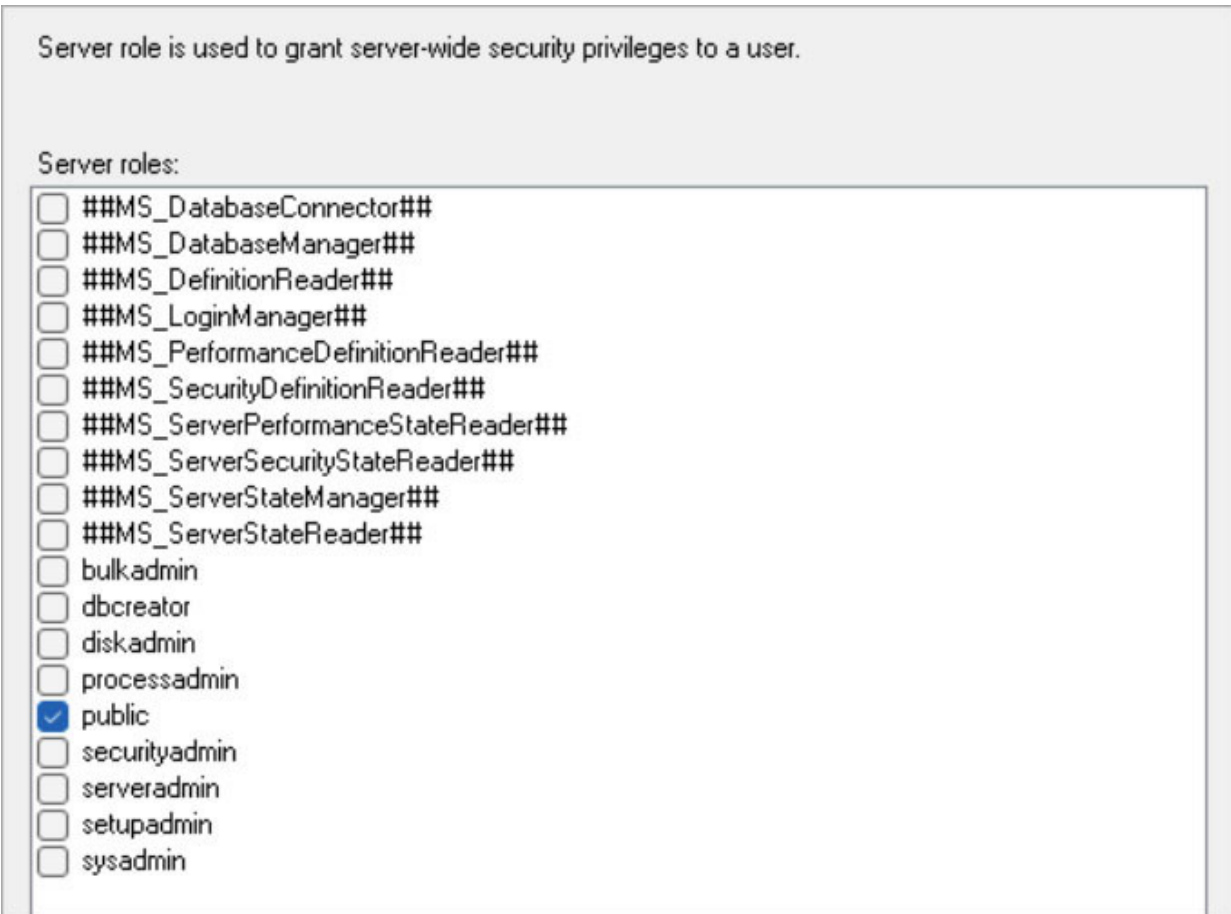 Server role is used to grant server-wide security privileges to a user.
Server roles:
##MS_DatabaseConnector##
##MS_DatabaseManager##
##MS_DefinitionReader##
##MS_LoginManager##
##MS_PerformanceDefinitionReader##
##MS_SecurityDefinitionReader##
##MS_ServerPerformanceStateReader##
##MS_ServerSecurityStateReader##
##MS_ServerStateManager##
##MS_ServerStateReader##
bulkadmin
dbcreator
diskadmin
processadmin
public
securityadmin
serveradmin
setupadmin
sysadmin